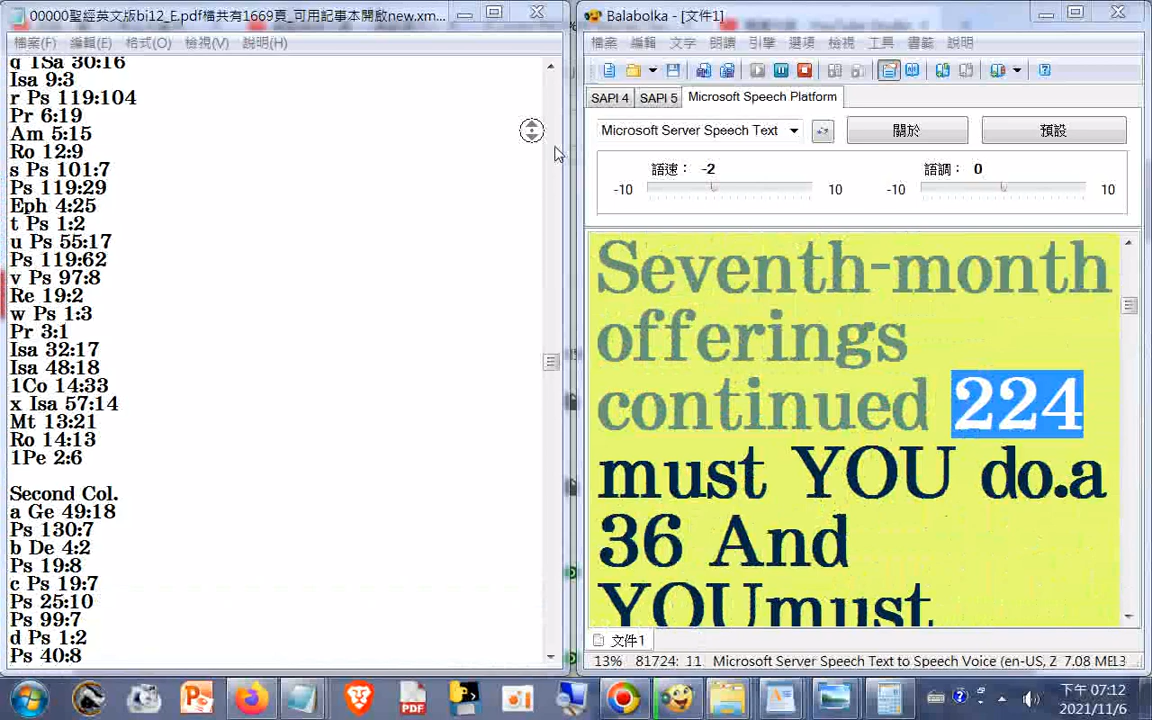 00000聖經英文版bi12_E.pdf檔共有1669頁_可用記事本開啟new.xm...
檔案(F) 編輯(E) 格式(O) 檢視(V) 說明(H)
q 1Sa 30:16
Isa 9:3
r Ps 119:104
Pr 6:19
Am 5:15
Ro 12:9
s Ps 101:7
Ps 119:29
Eph 4:25
t Ps 1:2
u Ps 55:17
Ps 119:62
v Ps 97:8
Re 19:2
w Ps 1:3
Pr 3:1
Isa 32:17
Isa 48:18
1Co 14:33
x Isa 57:14
Mt 13:21
Ro 14:13
1Pe 2:6
Second Col.
a Ge 49:18
Ps 130:7
b De 4:2
Ps 19:8
c Ps 19:7
Ps 25:10
Ps 99:7
d Ps 1:2
Ps 40:8
Balabolka - [文件1]
檔案 編輯 文字 朗讀 引擎 選項 檢視 工具 書籤 說明
SAPI 4 SAPI 5 Microsoft Speech Platform
Microsoft Server Speech Text 關於 預設
語速： -2 語調： 0
-10 10 -10 10
Seventh-month
offerings
continued 224
must YOU do.a
36 And
YOUmust
文件1
13% 81724: 11 Microsoft Server Speech Text to Speech Voice (en-US, Z 7.08 ME
下午 07:12
2021/11/6